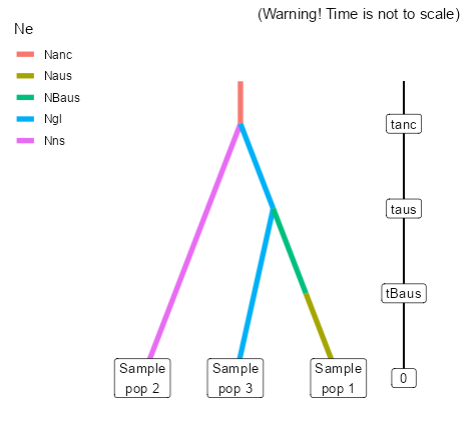 (Warning! Time is not to scale)
Ne
Nanc
Naus
NBaus
Ngl
Nns
tanc
taus
tBaus
0
Sample
pop 2
Sample
pop 3
Sample
pop 1